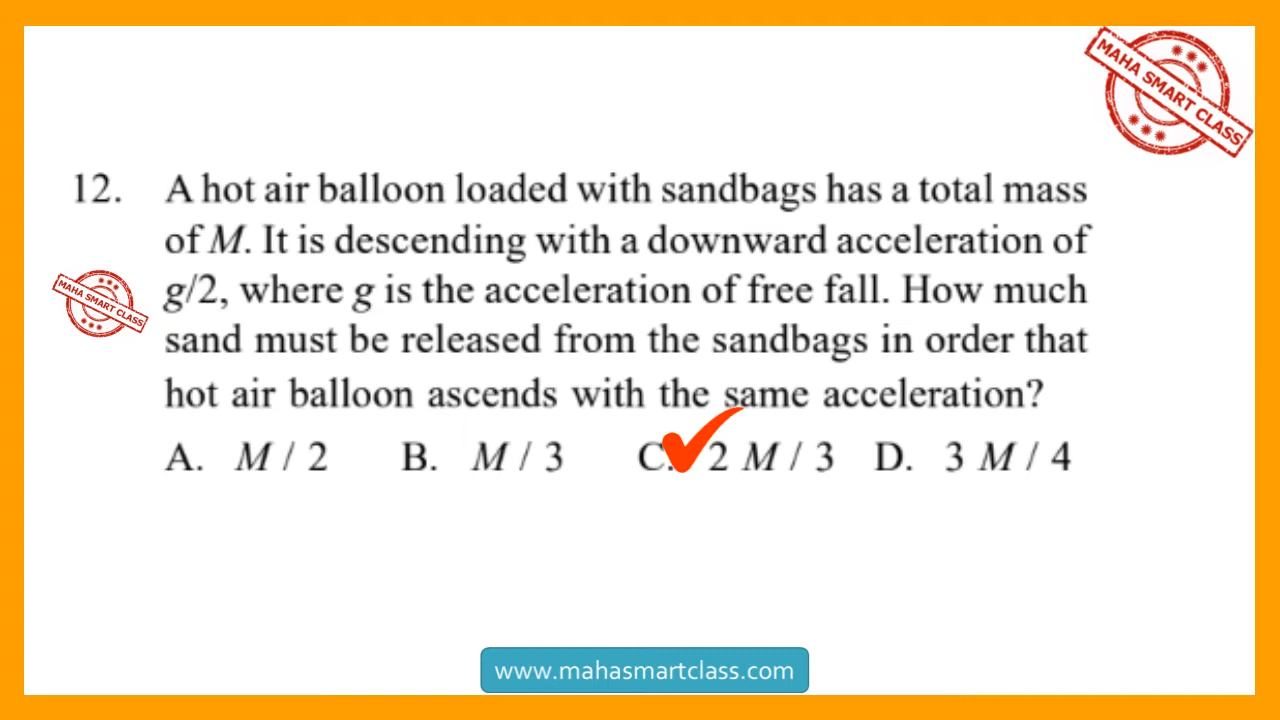 MAHA SMART CLASS
12. A hot air balloon loaded with sandbags has a total mass
of M. It is descending with a downward acceleration of
g/2, where g is the acceleration of free fall. How much
MAHA SMART CLASS
sand must be released from the sandbags in order that
hot air balloon ascends with the same acceleration?
A. M / 2 B. M / 3 C. 2 M / 3 D. 3 M / 4
www.mahasmartclass.com